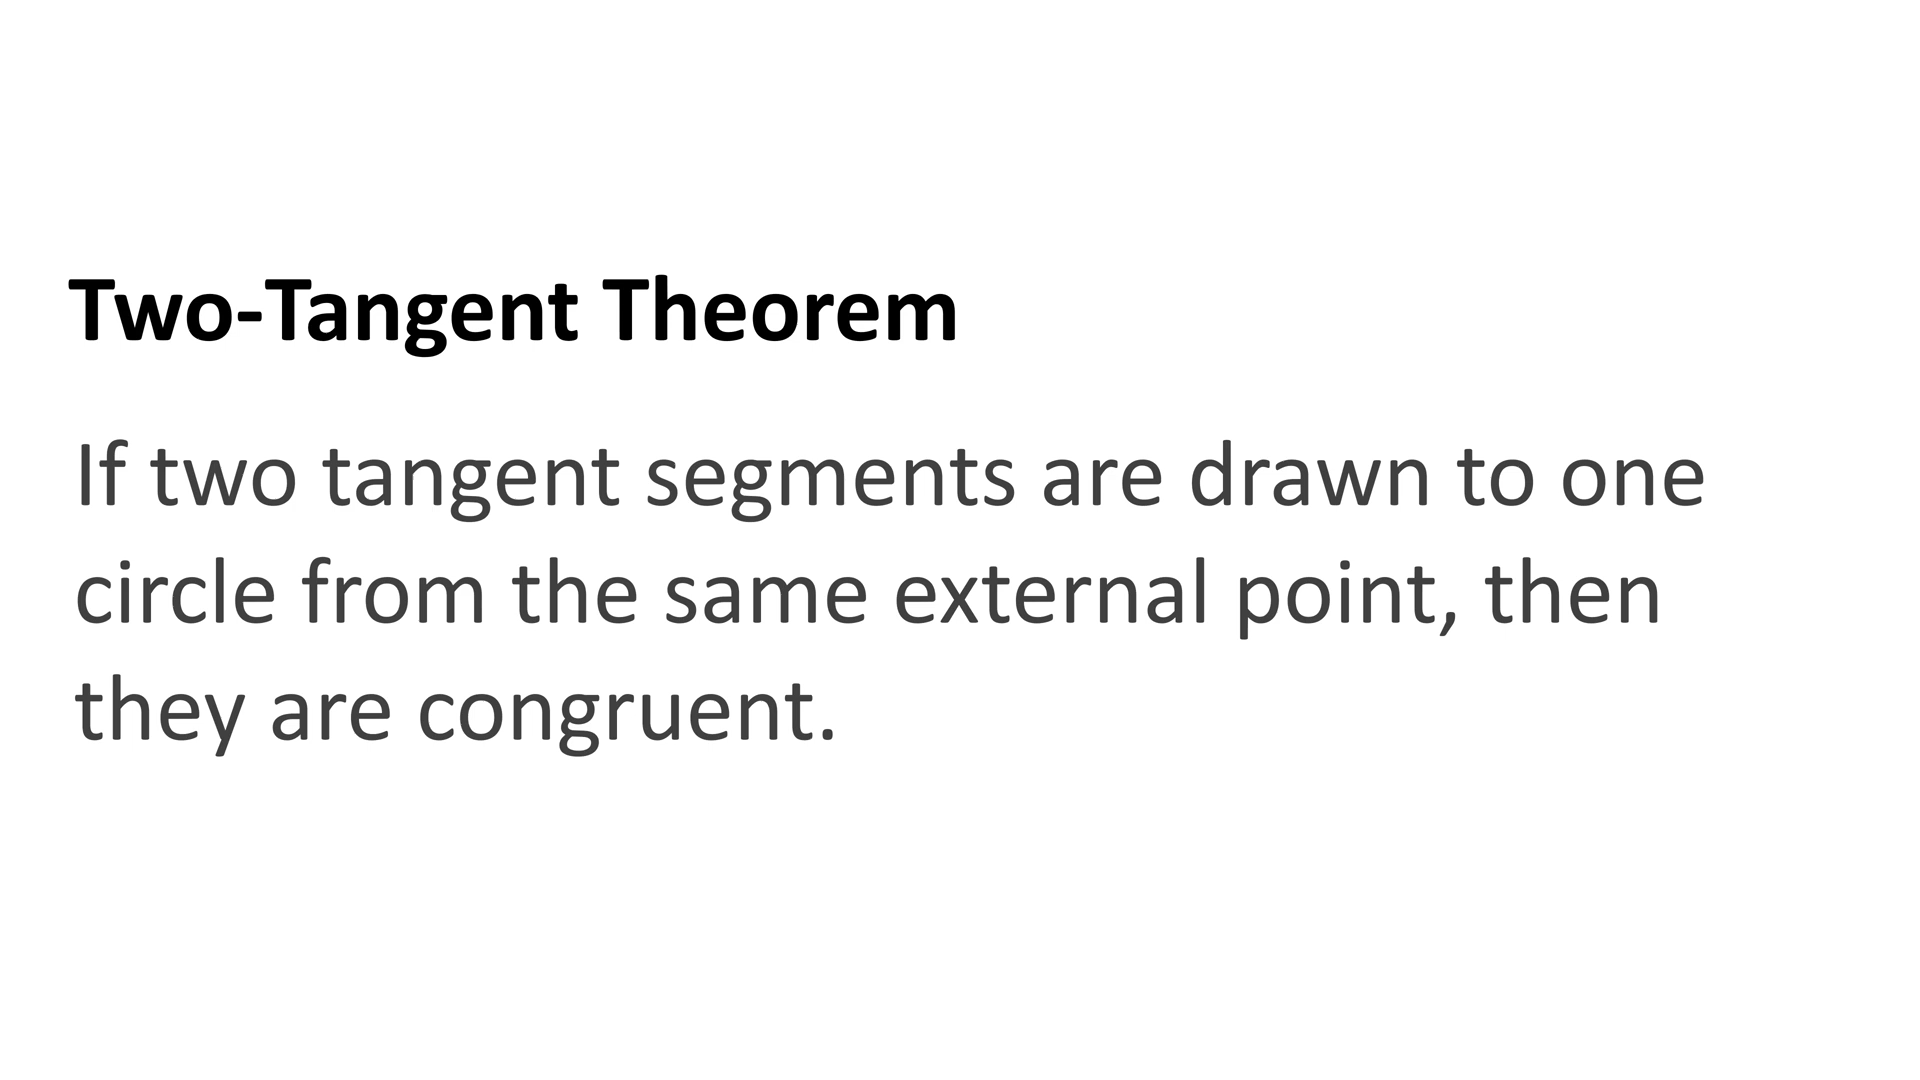 Two-Tangent Theorem
If two tangent segments are drawn to one
circle from the same external point, then
they are congruent.